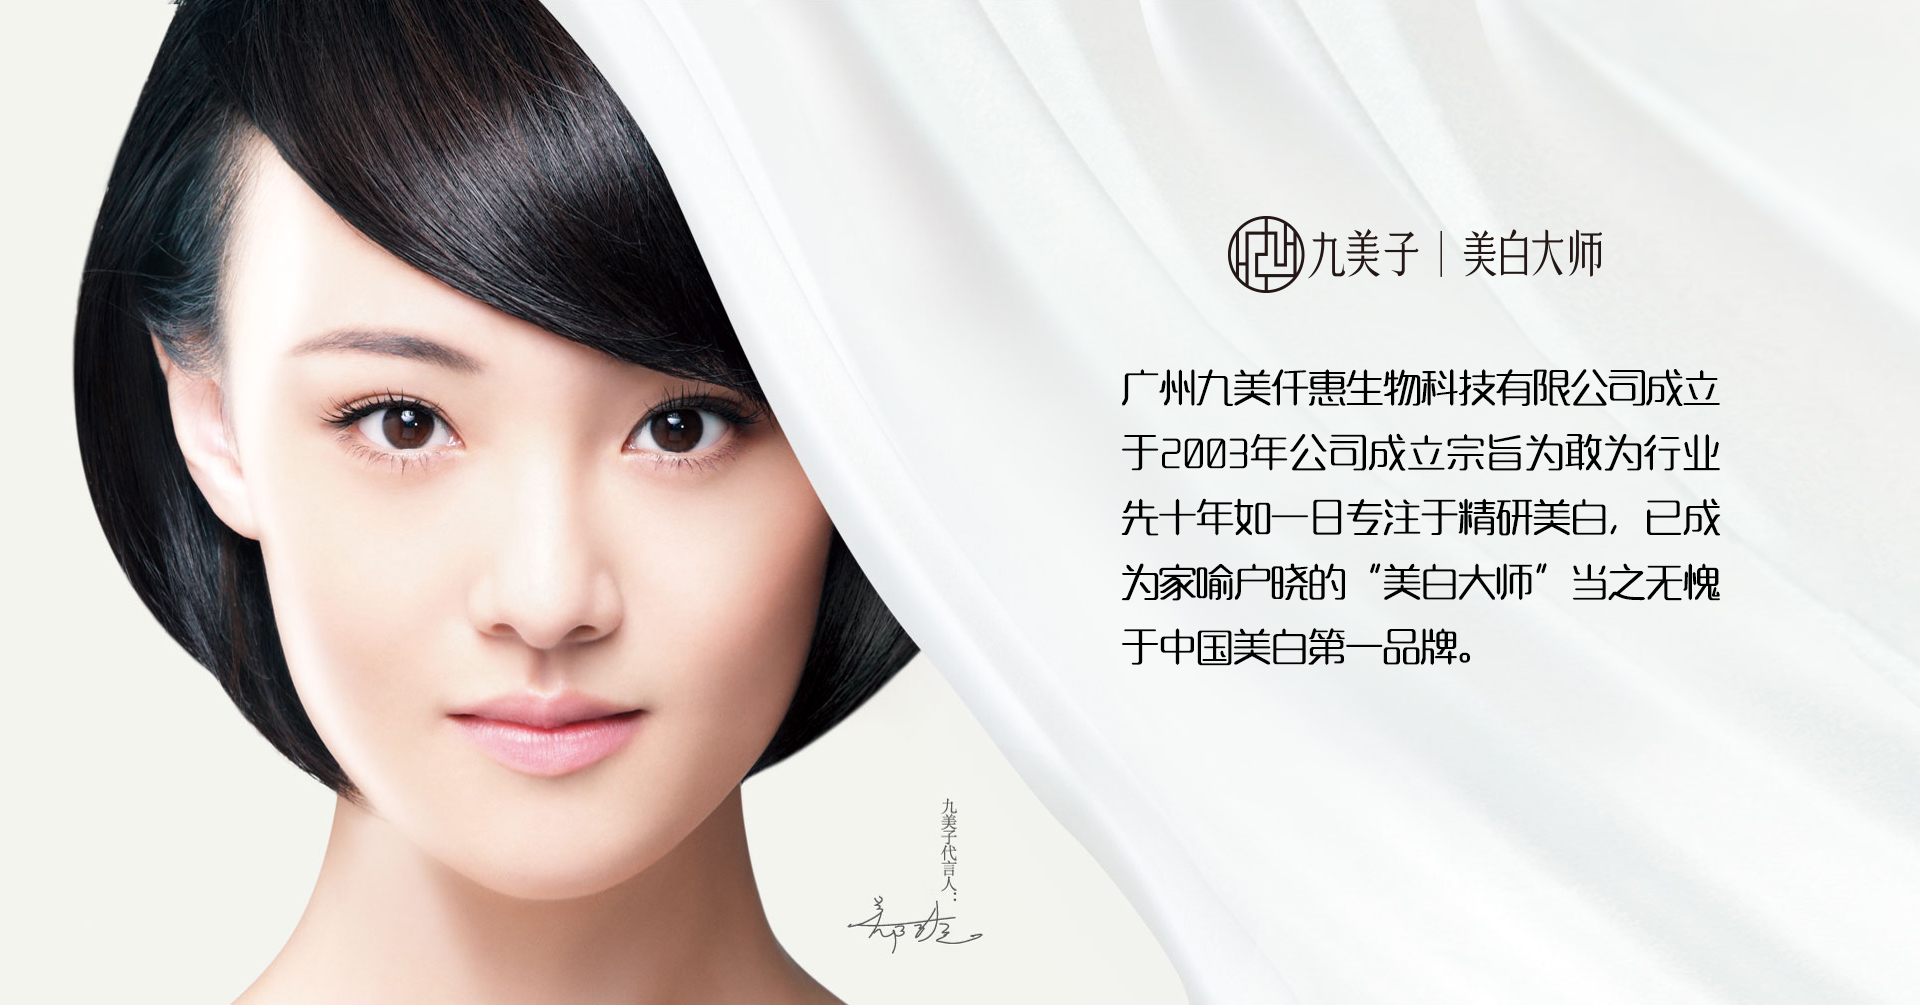 九美子 | 美白大师
广州九美仟惠生物科技有限公司成立
于2003年公司成立宗旨为敢为行业
先十年如一日专注于精研美白，已成
为家喻户晓的“美白大师”当之无愧
于中国美白第一品牌。
九美子代言人：